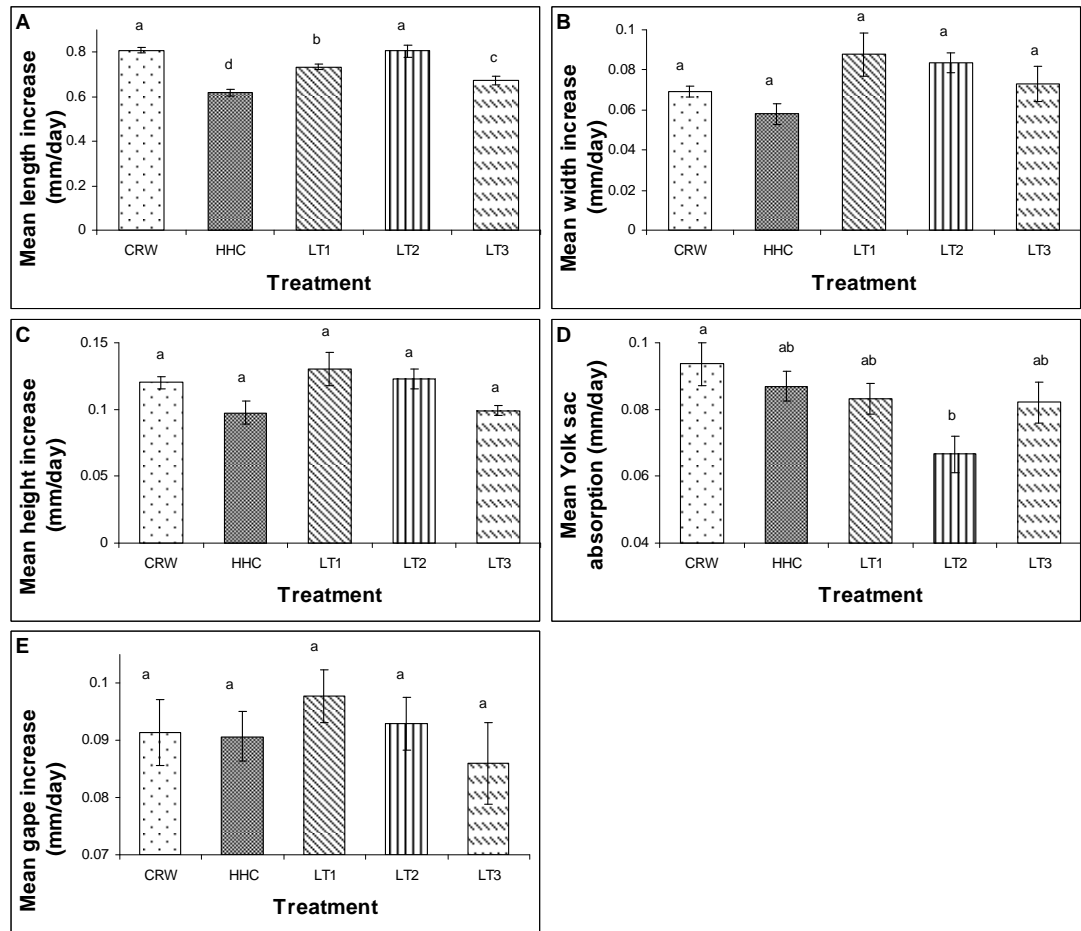 A
Mean length increase
(mm/day)
0.8
0.6
0.4
0.2
0
a
d
b
a
c
CRW HHC LT1 LT2 LT3
Treatment
B
Mean width increase
(mm/day)
0.1
0.08
0.06
0.04
0.02
0
a
a
a
a
a
CRW HHC LT1 LT2 LT3
Treatment
C
Mean height increase
(mm/day)
0.15
0.1
0.05
0
a
a
a
a
a
CRW HHC LT1 LT2 LT3
Treatment
D
Mean Yolk sac
absorption (mm/day)
0.1
0.08
0.06
0.04
a
ab
ab
b
ab
CRW HHC LT1 LT2 LT3
Treatment
E
Mean gape increase
(mm/day)
0.1
0.09
0.08
0.07
a
a
a
a
a
CRW HHC LT1 LT2 LT3
Treatment